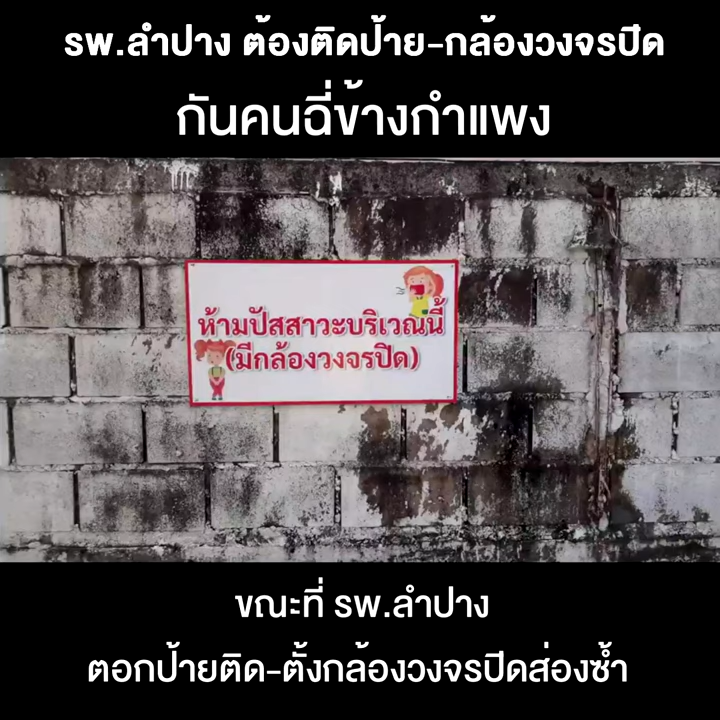 รพ.ลำปาง ต้องติดป้าย-กล้องวงจรปิด
กันคนฉี่ข้างกำแพง
ห้ามปัสสาวะบริเวณนี้
(มีกล้องวงจรปิด)
ขณะที่ รพ.ลำปาง
ตอกป้ายติด-ตั้งกล้องวงจรปิดส่องซ้ำ